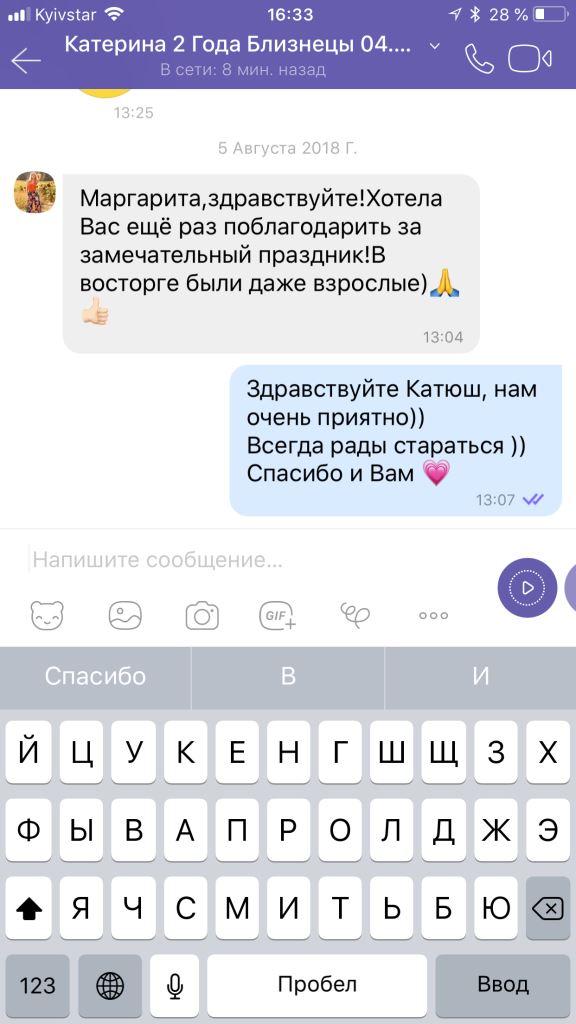 Kyivstar 16:33 28 %
Катерина 2 Года Близнецы 04....
В сети: 8 мин. назад
13:25
5 Августа 2018 г.
Маргарита,здравствуйте!Хотела
Вас ещё раз поблагодарить за
замечательный праздник!В
восторге были даже взрослые)🙏
👍🏻
13:04
Здравствуйте Катюш, нам
очень приятно))
Всегда рады стараться ))
Спасибо и Вам 💗
13:07
Напишите сообщение...
GIF
Спасибо В И
Й Ц У К Е Н Г Ш Щ З Х
Ф Ы В А П Р О Л Д Ж Э
Я Ч С М И Т Ь Б Ю
123 Пробел Ввод